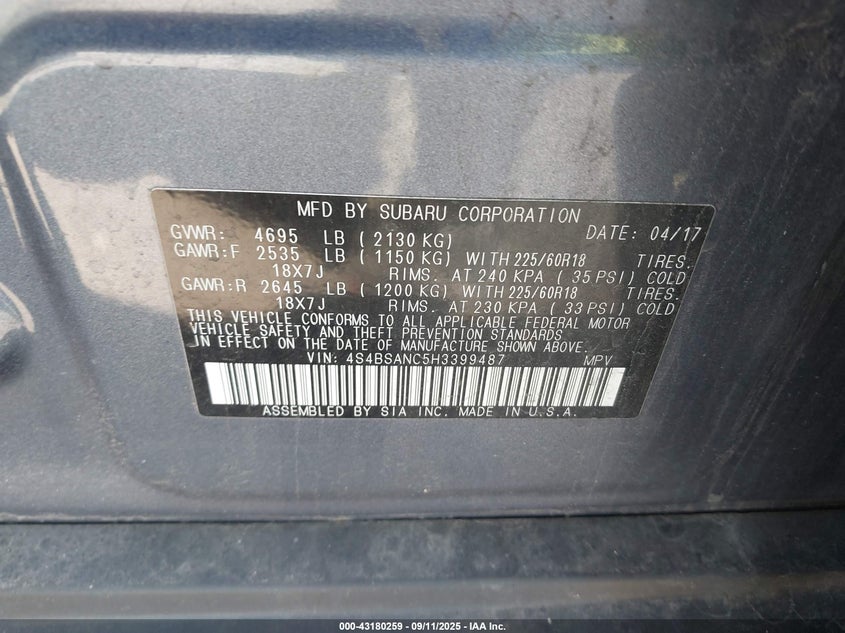 MFD BY SUBARU CORPORATION
GVWR: 4695 LB ( 2130 KG) DATE: 04/17
GAWR:F 2535 LB ( 1150 KG) WITH 225/60R18 TIRES.
18X7J RIMS. AT 240 KPA ( 35 PSI) COLD
GAWR:R 2645 LB ( 1200 KG) WITH 225/60R18 TIRES.
18X7J RIMS. AT 230 KPA ( 33 PSI) COLD
THIS VEHICLE CONFORMS TO ALL APPLICABLE FEDERAL MOTOR
VEHICLE SAFETY AND THEFT PREVENTION STANDARDS
IN EFFECT ON THE DATE OF MANUFACTURE SHOWN ABOVE.
VIN: 4S4BSANC5H3399487 MPV
ASSEMBLED BY SIA INC. MADE IN U.S.A.
000-43180259 - 09/11/2025 - IAA Inc.